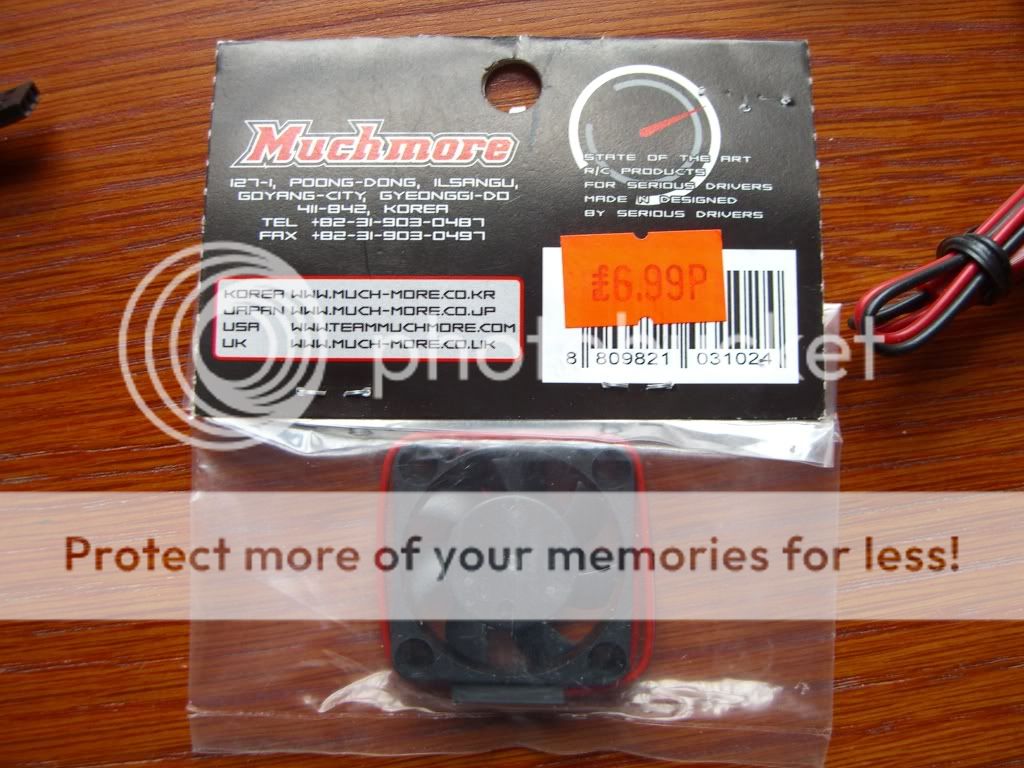 Muchmore
127-1, POONG-DONG, ILSANGU,
GOYANG-CITY, GYEONGGI-DO
411-842, KOREA
TEL +82-31-903-0487
FAX +82-31-903-0497
STATE OF THE ART
R/C PRODUCTS
FOR SERIOUS DRIVERS
MADE N DESIGNED
BY SERIOUS DRIVERS
£6.99P
KOREA WWW.MUCH-MORE.CO.KR
JAPAN WWW.MUCH-MORE.CO.JP
USA WWW.TEAMMUCHMORE.COM
UK WWW.MUCH-MORE.CO.UK
8 809821 031024
photobucket
Protect more of your memories for less!